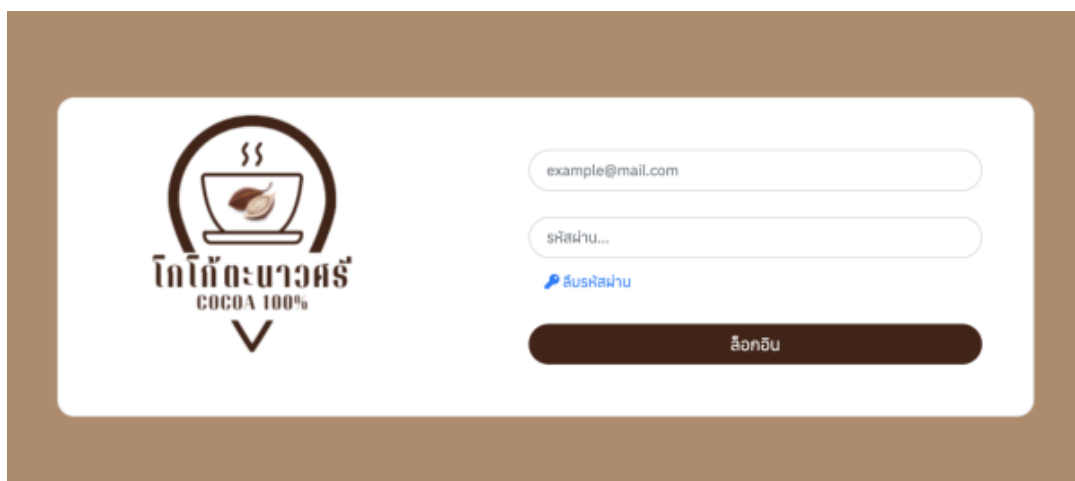 โกโก้ตะนาวศรี
COCOA 100%
example@mail.com
รหัสผ่าน...
ลืมรหัสผ่าน
ล็อกอิน